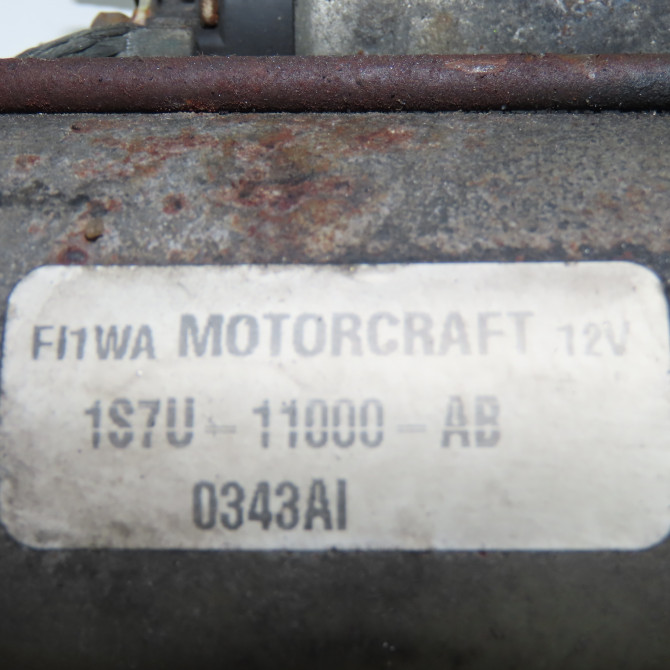 FI1WA MOTORCRAFT 12V
1S7U-11000-AB
0343AI